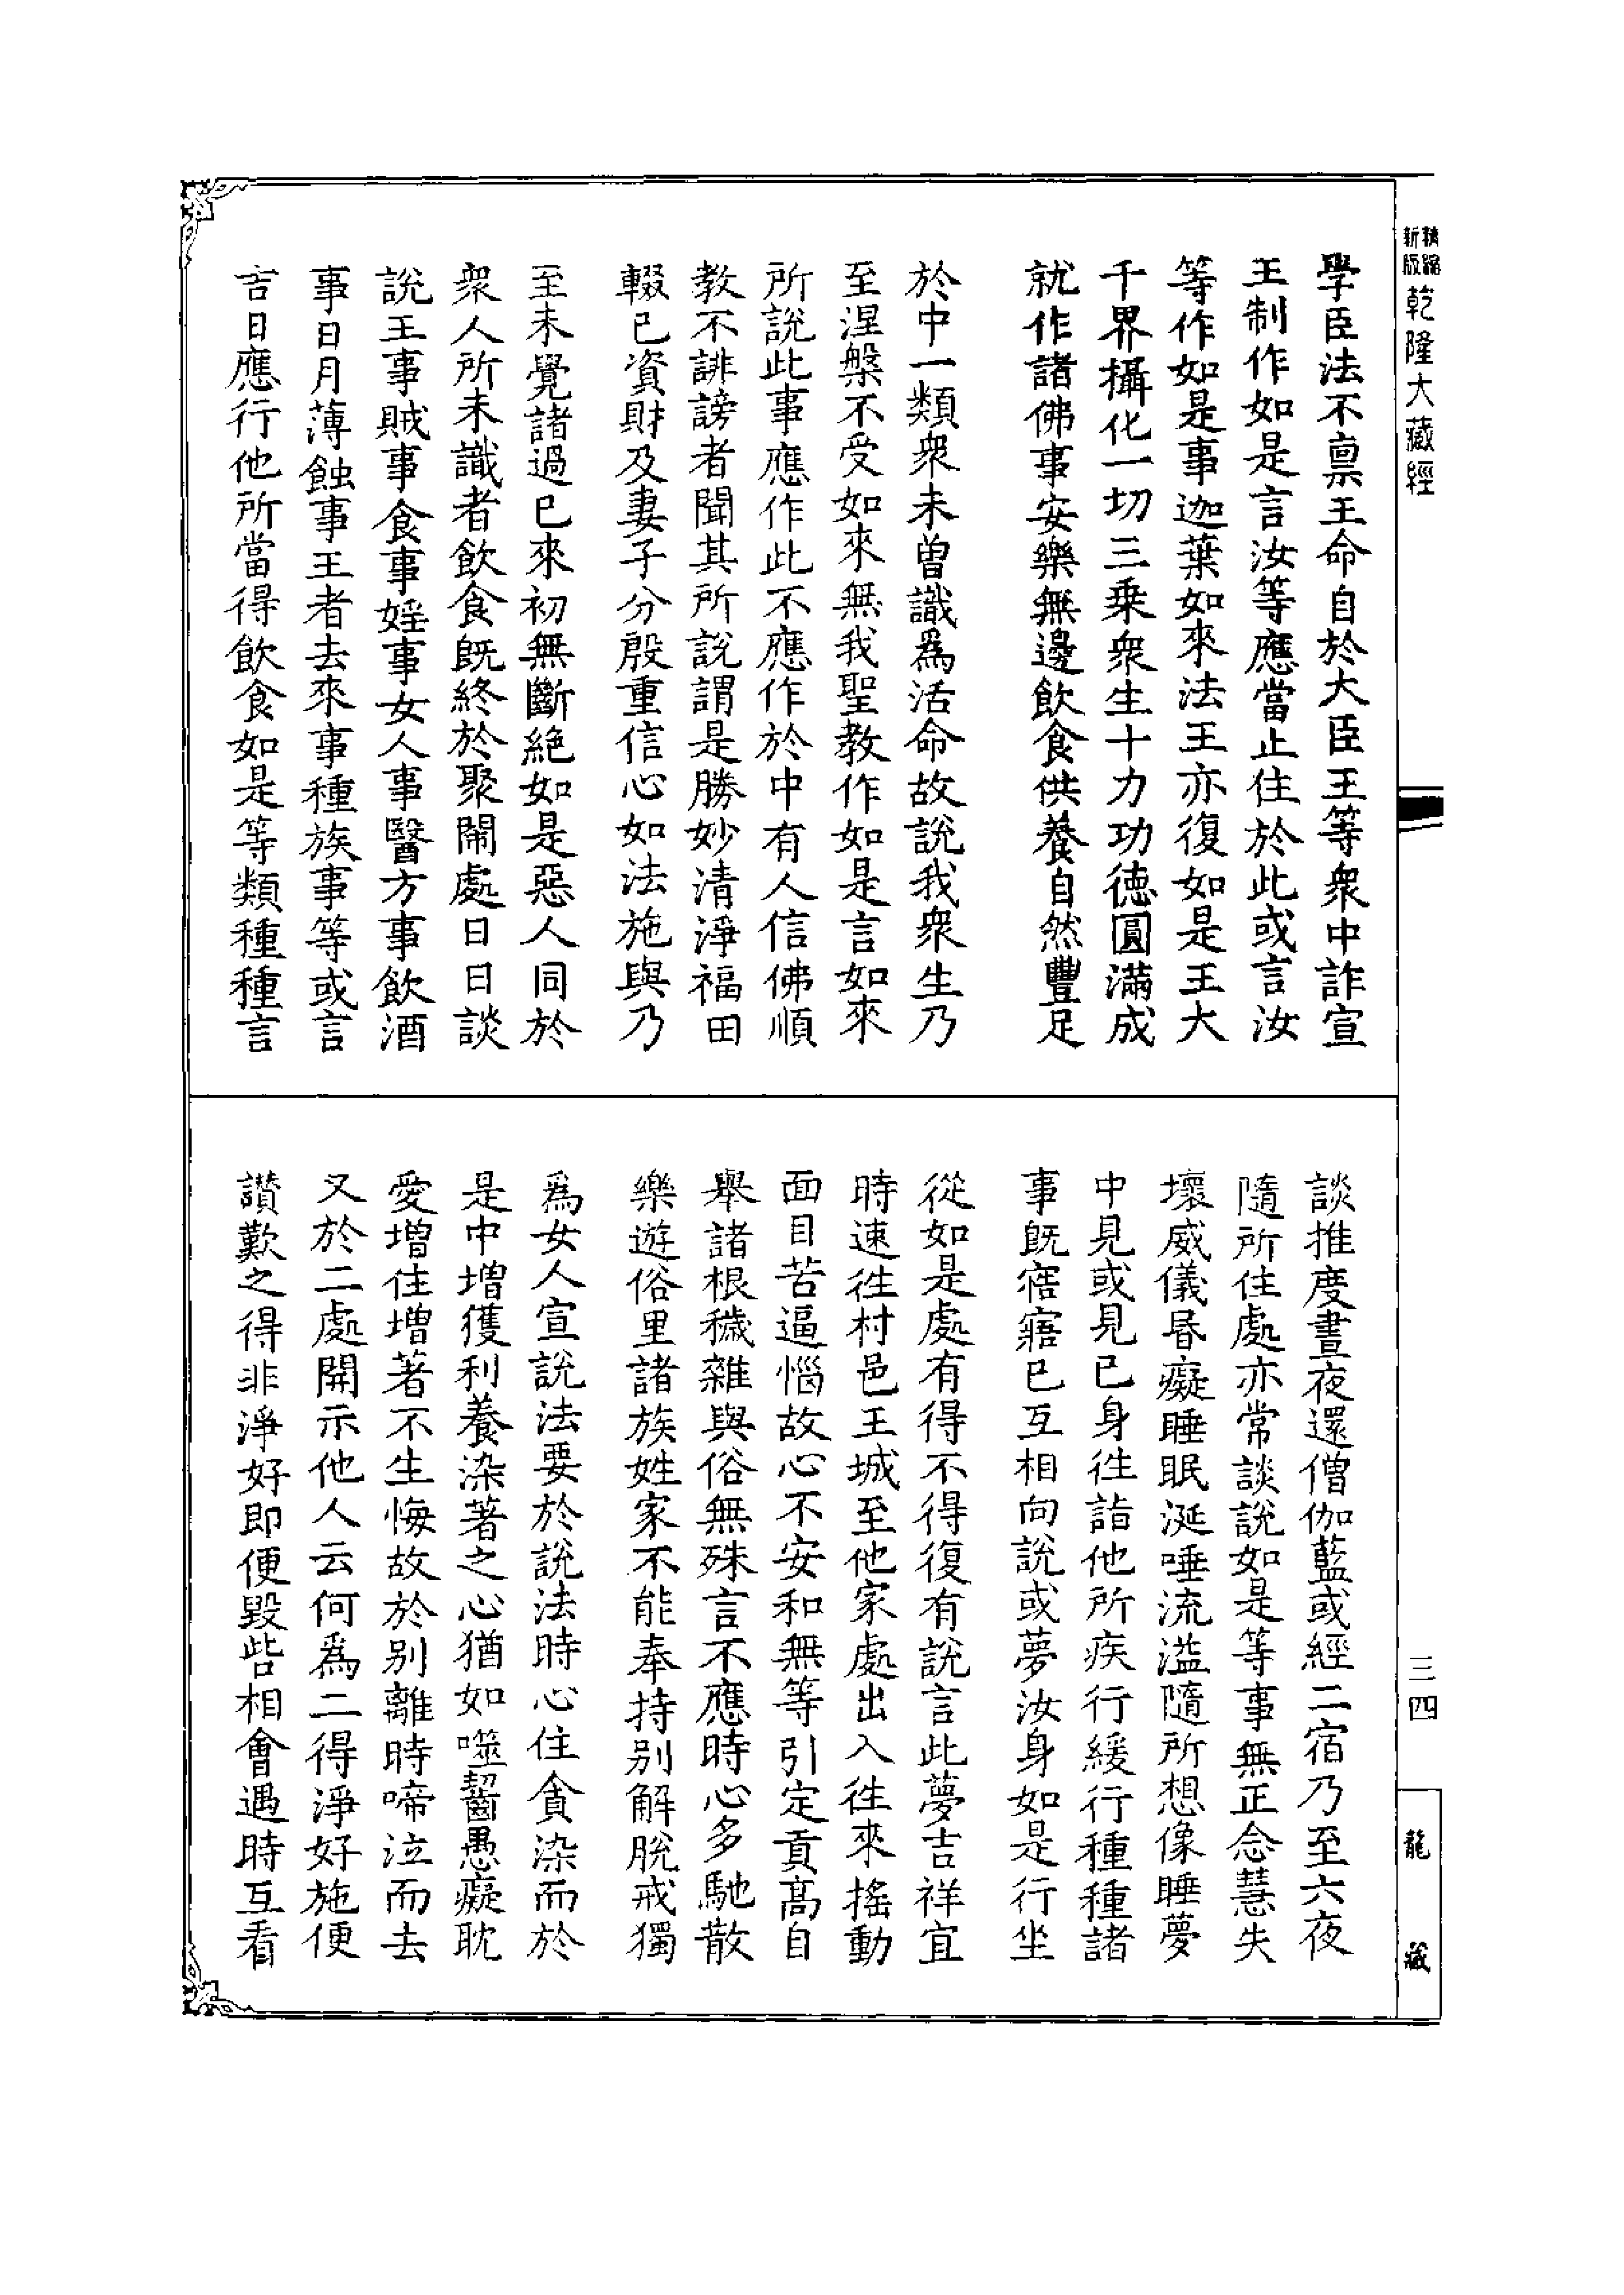 精縮新版
乾隆大藏經
學臣法不禀王命自於大臣王等衆中詐宣
王制作如是言汝等應當止住於此或言汝
等作如是事迦葉如來法王亦復如是王大
千界攝化一切三乗衆生十力功德圓滿成
就作諸佛事安樂無邊飲食供養自然豐足
於中一類衆未曾識爲活命故說我衆生乃
至涅槃不受如來無我聖教作如是言如來
所說此事應作此不應作於中有人信佛順
教不誹謗者聞其所說謂是勝妙清淨福田
輟已資財及妻子分殷重信心如法施與乃
至未覺諸過已來初無斷絶如是惡人同於
衆人所未識者飲食既終於聚閙處日日談
說王事賊事食事婬事女人事醫方事飲酒
事日月薄蝕事王者去來事種族事等或言
吉日應行他所當得飲食如是等類種種言
談推度晝夜還僧伽藍或經二宿乃至六夜
隨所住處亦常談說如是等事無正念慧失
壞威儀昬癡睡眠涎唾流溢隨所想像睡夢
中見或見已身往詣他所疾行緩行種種諸
事既寤寤已互相向說或夢汝身如是行坐
從如是處有得不得復有說言此夢吉祥宜
時速往村邑王城至他家處出入往來搖動
面目苦逼惱故心不安和無等引定貢高自
舉諸根穢雜與俗無殊言不應時心多馳散
樂遊俗里諸族姓家不能奉持别解脫戒獨
爲女人宣說法要於說法時心住貪染而於
是中增獲利養染著之心猶如噬齧愚癡耽
愛增住增著不生悔故於别離時啼泣而去
又於二處開示他人云何爲二得淨好施便
讃歎之得非淨好即便毀呰相會遇時互看
三四
龍藏